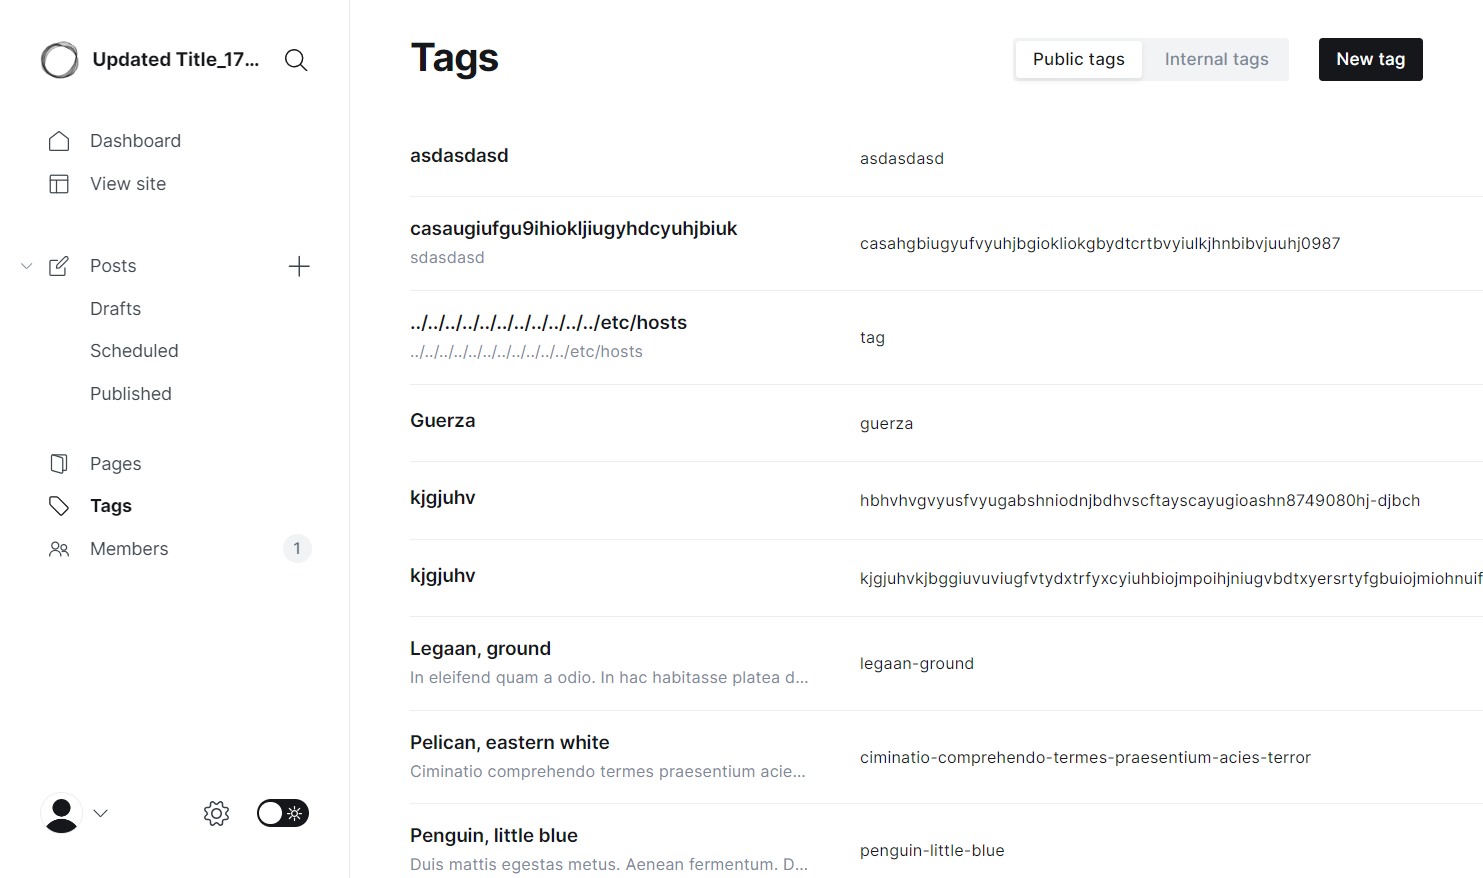 Updated Title_17...
Dashboard
View site
Posts
Drafts
Scheduled
Published
Pages
Tags
Members
1
Tags
Public tags
Internal tags
New tag
asdasdasd
asdasdasd
casaugiufgu9ihiokljiugyhdcyuhjbiuk
sdasdasd
casahgbiugyufvyuhjbgiokliokgbydtcrtbvyiulkjhnbibvjuuhj0987
../../../../../../../../../../../etc/hosts
../../../../../../../../../../../etc/hosts
tag
Guerza
guerza
kjgjuhv
hbhvhvgvyusfvyugabshniodnjbdhvscftayscayugioashn8749080hj-djbch
kjgjuhv
kjgjuhvkjbggiuvuviugfvtydxtrfyxcyiuhbiojmpoihjniugvbdtxyersrtyfgbuiojmiohnuif
Legaan, ground
In eleifend quam a odio. In hac habitasse platea d...
legaan-ground
Pelican, eastern white
Ciminatio comprehendo termes praesentium acie...
ciminatio-comprehendo-termes-praesentium-acies-terror
Penguin, little blue
Duis mattis egestas metus. Aenean fermentum. D...
penguin-little-blue